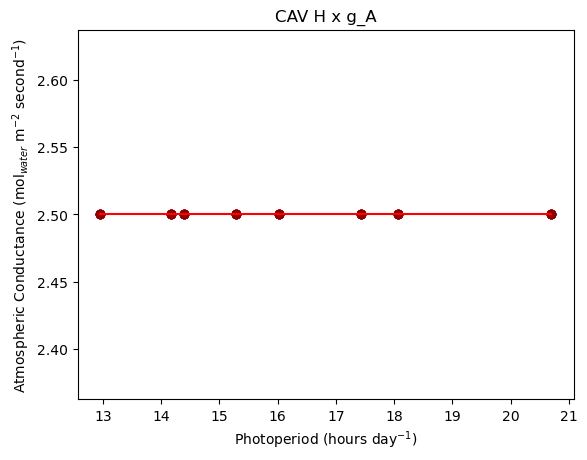 CAV H x g_A
Atmospheric Conductance (mol_{water} m^{−2} second^{−1})
2.60
2.55
2.50
2.45
2.40
13 14 15 16 17 18 19 20 21
Photoperiod (hours day^{−1})